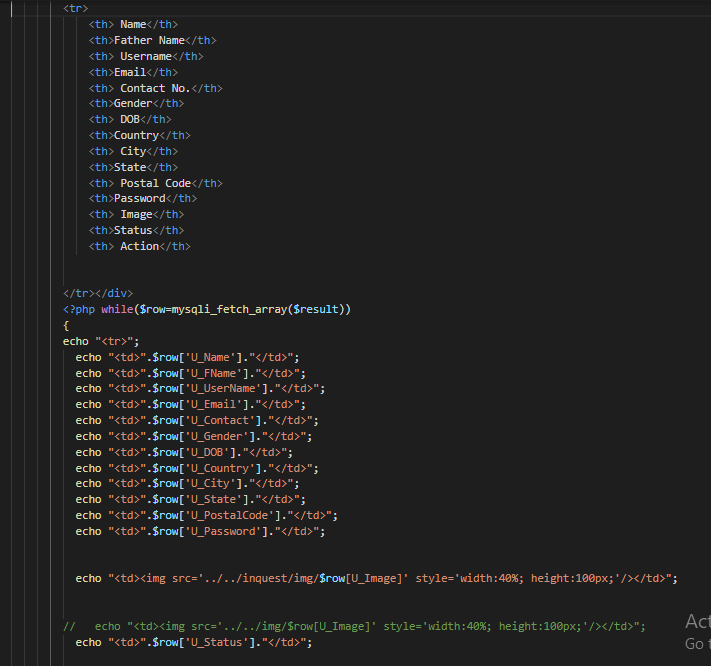 <tr>
<th> Name</th>
<th>Father Name</th>
<th> Username</th>
<th>Email</th>
<th> Contact No.</th>
<th>Gender</th>
<th> DOB</th>
<th>Country</th>
<th> City</th>
<th>State</th>
<th> Postal Code</th>
<th>Password</th>
<th> Image</th>
<th>Status</th>
<th> Action</th>
</tr></div>
<?php while($row=mysqli_fetch_array($result))
{
echo "<tr>";
echo "<td>".$row['U_Name']."</td>";
echo "<td>".$row['U_FName']."</td>";
echo "<td>".$row['U_UserName']."</td>";
echo "<td>".$row['U_Email']."</td>";
echo "<td>".$row['U_Contact']."</td>";
echo "<td>".$row['U_Gender']."</td>";
echo "<td>".$row['U_DOB']."</td>";
echo "<td>".$row['U_Country']."</td>";
echo "<td>".$row['U_City']."</td>";
echo "<td>".$row['U_State']."</td>";
echo "<td>".$row['U_PostalCode']."</td>";
echo "<td>".$row['U_Password']."</td>";
echo "<td><img src='../../inquest/img/$row[U_Image]' style='width:40%; height:100px;'/></td>";
//   echo "<td><img src='../../img/$row[U_Image]' style='width:40%; height:100px;'/></td>";
echo "<td>".$row['U_Status']."</td>";
Act
Go t